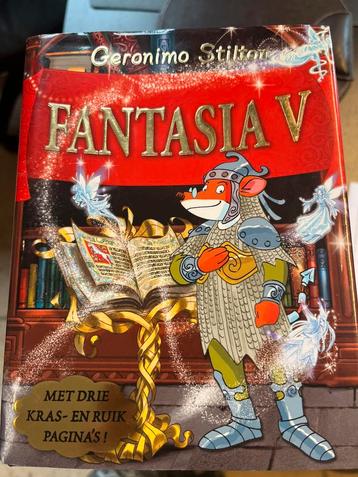 Geronimo Stilton
FANTASIA V
MET DRIE
KRAS- EN RUIK
PAGINA'S !